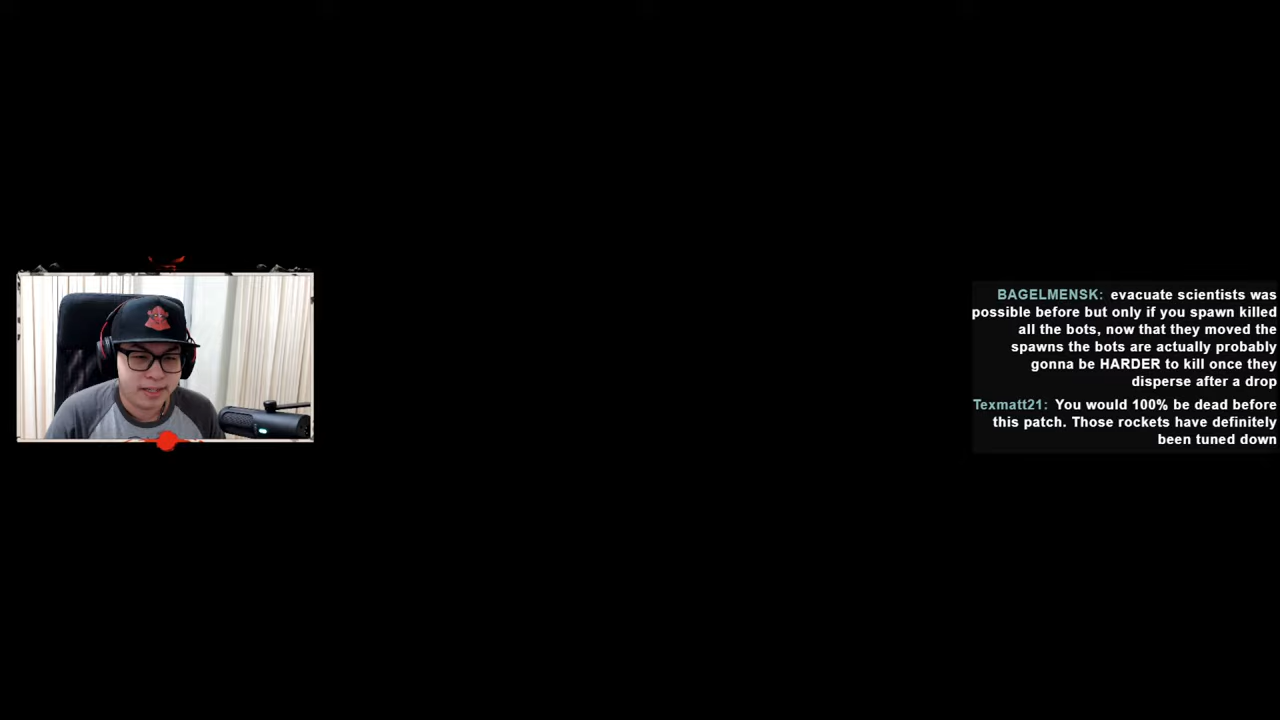 BAGELMENSK: evacuate scientists was
possible before but only if you spawn killed
all the bots, now that they moved the
spawns the bots are actually probably
gonna be HARDER to kill once they
disperse after a drop
Texmatt21: You would 100% be dead before
this patch. Those rockets have definitely
been tuned down